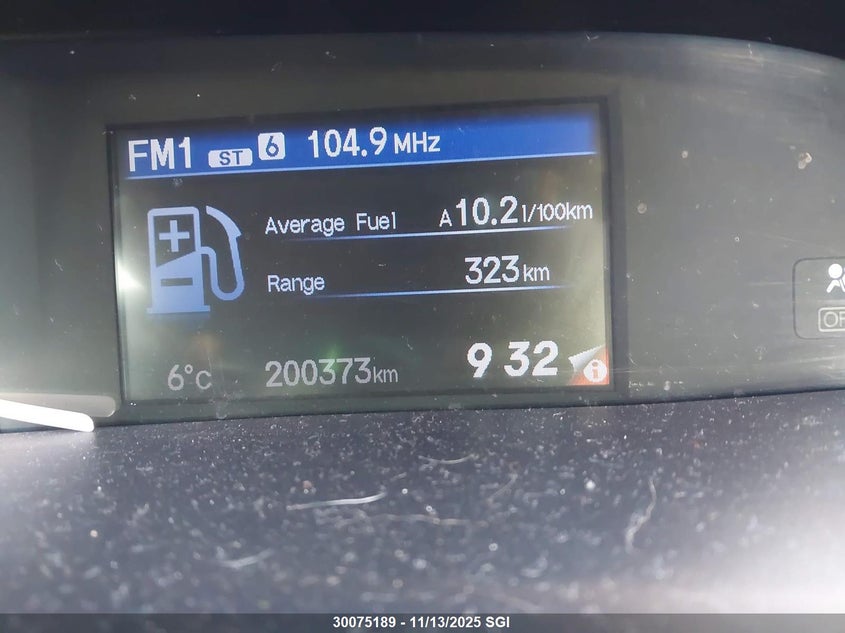 FM1 ST 6 104.9 MHz
Average Fuel A 10.2 l/100km
Range 323 km
6°C 200373 km 9 32 i
30075189 - 11/13/2025 SGI